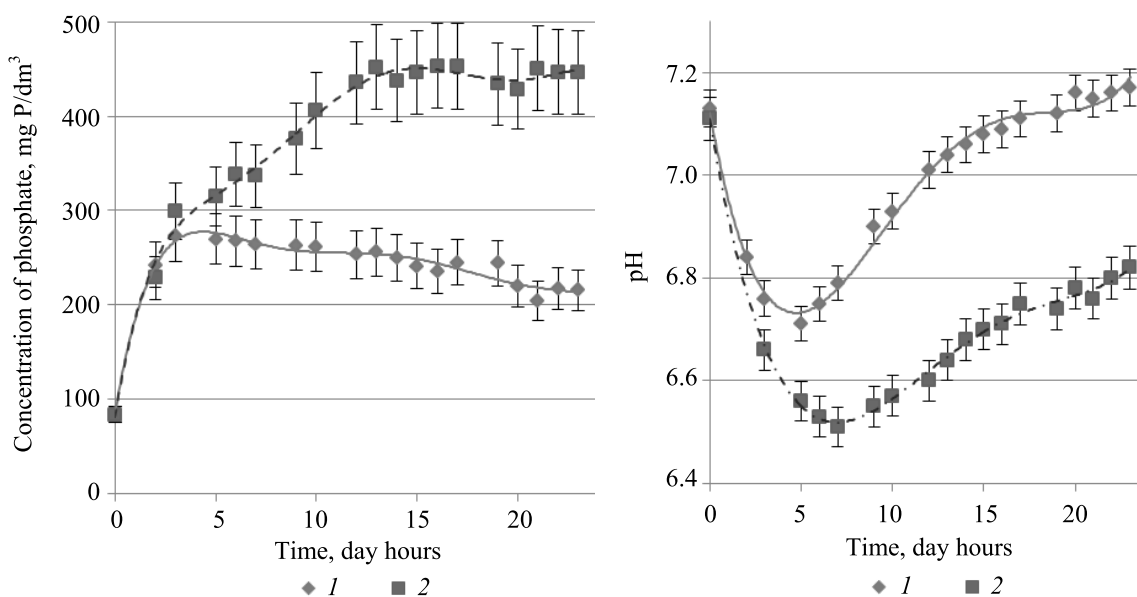 Concentration of phosphate, mg P/dm³
500
400
300
200
100
0
0 5 10 15 20
Time, day hours
1 2
pH
7.2
7.0
6.8
6.6
6.4
0 5 10 15 20
Time, day hours
1 2